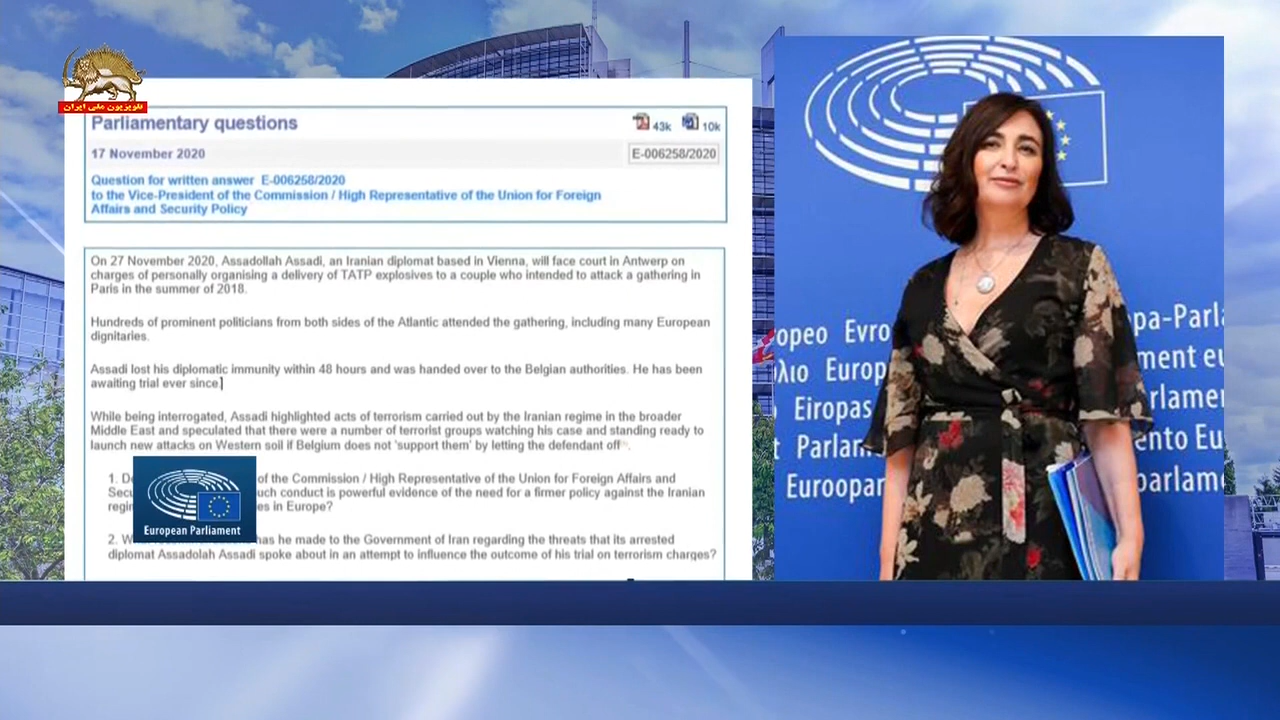 تلویزیون ملی ایران
Parliamentary questions
43k
10k
17 November 2020
E-006258/2020
Question for written answer E-006258/2020
to the Vice-President of the Commission / High Representative of the Union for Foreign
Affairs and Security Policy
On 27 November 2020, Assadollah Assadi, an Iranian diplomat based in Vienna, will face court in Antwerp on
charges of personally organising a delivery of TATP explosives to a couple who intended to attack a gathering in
Paris in the summer of 2018.
Hundreds of prominent politicians from both sides of the Atlantic attended the gathering, including many European
dignitaries.
Assadi lost his diplomatic immunity within 48 hours and was handed over to the Belgian authorities. He has been
awaiting trial ever since]
While being interrogated, Assadi highlighted acts of terrorism carried out by the Iranian regime in the broader
Middle East and speculated that there were a number of terrorist groups watching his case and standing ready to
launch new attacks on Western soil if Belgium does not 'support them' by letting the defendant off
1. of the Commission / High Representative of the Union for Foreign Affairs and
such conduct is powerful evidence of the need for a firmer policy against the Iranian
in Europe?
2. has he made to the Government of Iran regarding the threats that its arrested
diplomat Assadolah Assadi spoke about in an attempt to influence the outcome of his trial on terrorism charges?
European Parliament
opeo Evro
pa-Parla
λιο Europ
ment eu
Eiropas
rlamen
t Parlam
ento Eu
Euroopar
parlame